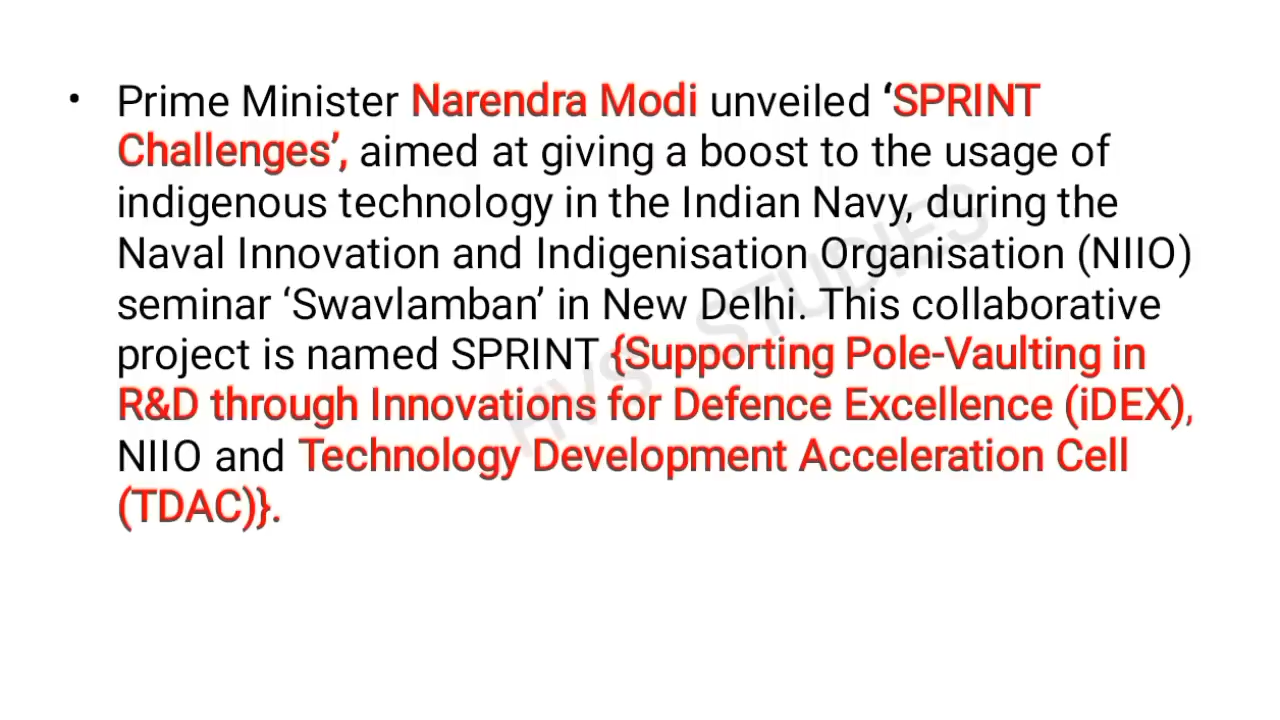 • Prime Minister Narendra Modi unveiled ‘SPRINT
Challenges’, aimed at giving a boost to the usage of
indigenous technology in the Indian Navy, during the
Naval Innovation and Indigenisation Organisation (NIIO)
seminar ‘Swavlamban’ in New Delhi. This collaborative
project is named SPRINT {Supporting Pole-Vaulting in
R&D through Innovations for Defence Excellence (iDEX),
NIIO and Technology Development Acceleration Cell
(TDAC)}.
HVS STUDIES